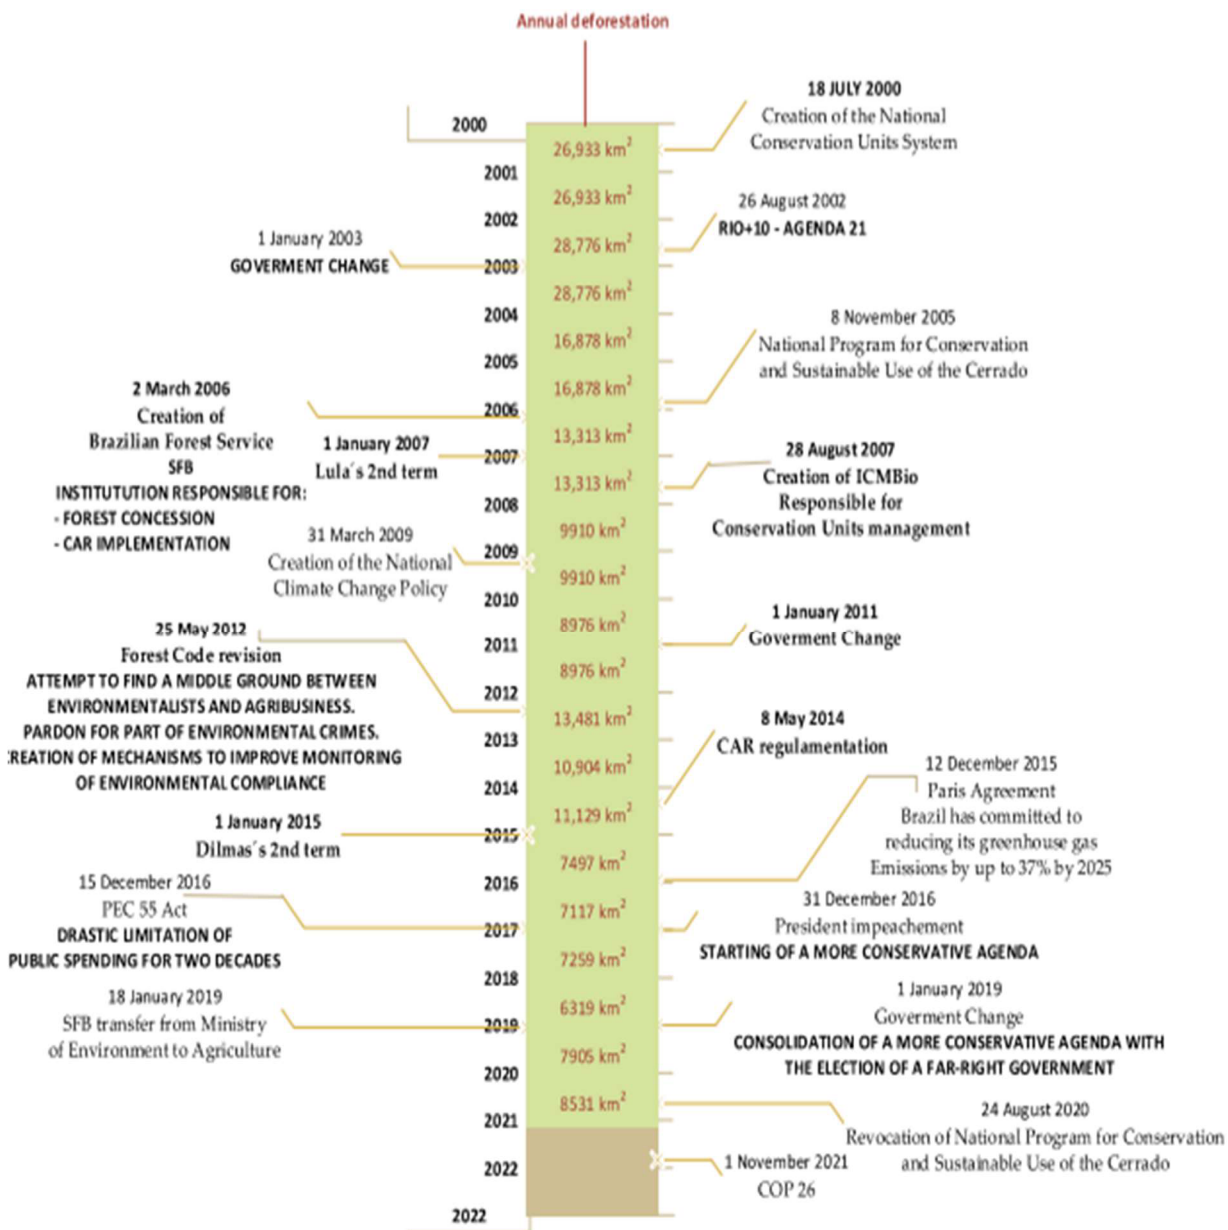 Annual deforestation
18 JULY 2000
Creation of the National
Conservation Units System
2000
26,933 km²
2001
26,933 km²
26 August 2002
RIO+10 - AGENDA 21
2002
28,776 km²
1 January 2003
GOVERMENT CHANGE
2003
28,776 km²
2004
16,878 km²
8 November 2005
National Program for Conservation
and Sustainable Use of the Cerrado
2005
16,878 km²
2 March 2006
Creation of
Brazilian Forest Service
SFB
INSTITUTUTION RESPONSIBLE FOR:
- FOREST CONCESSION
- CAR IMPLEMENTATION
2006
13,313 km²
1 January 2007
Lula´s 2nd term
2007
13,313 km²
28 August 2007
Creation of ICMBio
Responsible for
Conservation Units management
2008
9910 km²
31 March 2009
Creation of the National
Climate Change Policy
2009
9910 km²
2010
8976 km²
1 January 2011
Goverment Change
2011
8976 km²
25 May 2012
Forest Code revision
ATTEMPT TO FIND A MIDDLE GROUND BETWEEN
ENVIRONMENTALISTS AND AGRIBUSINESS.
PARDON FOR PART OF ENVIRONMENTAL CRIMES.
REATION OF MECHANISMS TO IMPROVE MONITORING
OF ENVIRONMENTAL COMPLIANCE
2012
13,481 km²
2013
10,904 km²
8 May 2014
CAR regulamentation
2014
11,129 km²
1 January 2015
Dilmas´s 2nd term
2015
7497 km²
12 December 2015
Paris Agreement
Brazil has committed to
reducing its greenhouse gas
Emissions by up to 37% by 2025
2016
7117 km²
15 December 2016
PEC 55 Act
DRASTIC LIMITATION OF
PUBLIC SPENDING FOR TWO DECADES
31 December 2016
President impeachement
STARTING OF A MORE CONSERVATIVE AGENDA
2017
7259 km²
2018
6319 km²
18 January 2019
SFB transfer from Ministry
of Environment to Agriculture
1 January 2019
Goverment Change
CONSOLIDATION OF A MORE CONSERVATIVE AGENDA WITH
THE ELECTION OF A FAR-RIGHT GOVERNMENT
2019
7905 km²
2020
8531 km²
24 August 2020
Revocation of National Program for Conservation
and Sustainable Use of the Cerrado
2021
1 November 2021
COP 26
2022
2022